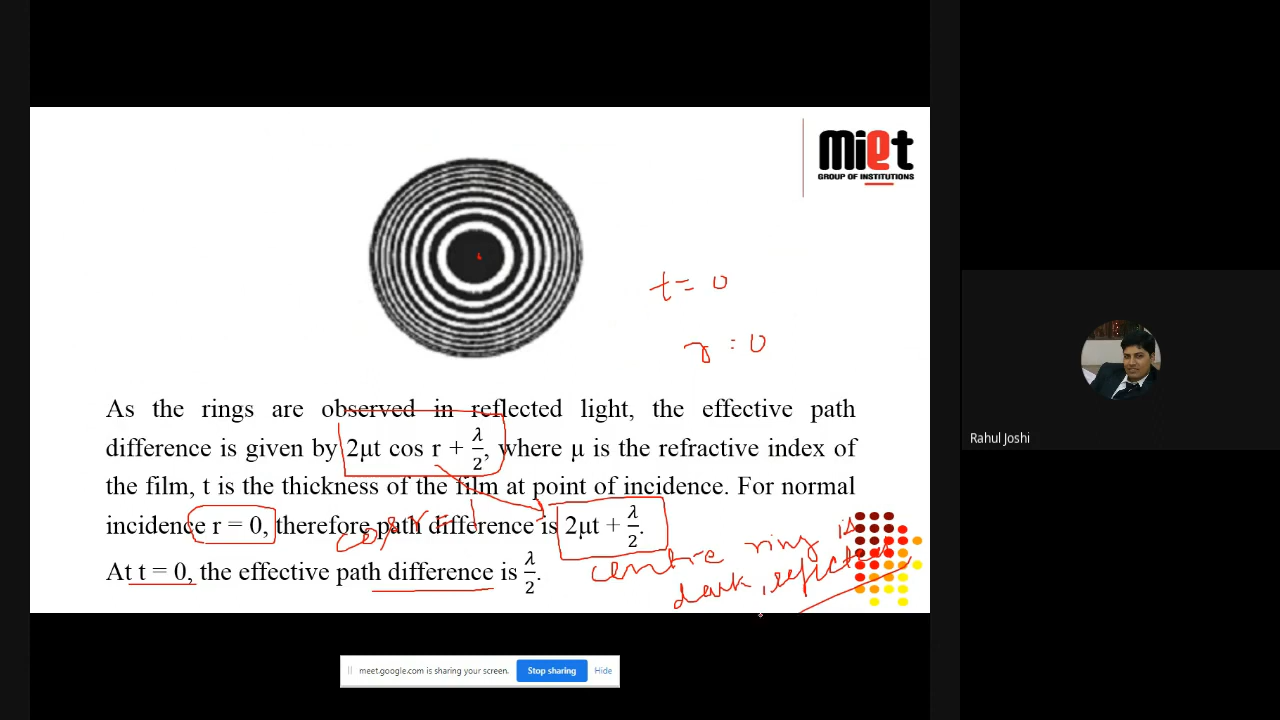 miet
GROUP OF INSTITUTIONS
t = 0
r = 0
As the rings are observed in reflected light, the effective path
difference is given by 2μt cos r + λ/2, where μ is the refractive index of
the film, t is the thickness of the film at point of incidence. For normal
incidence r = 0, therefore path difference is 2μt + λ/2.
cos r = 1
At t = 0, the effective path difference is λ/2.
centre ring is
dark, reflected
Rahul Joshi
meet.google.com is sharing your screen.
Stop sharing
Hide